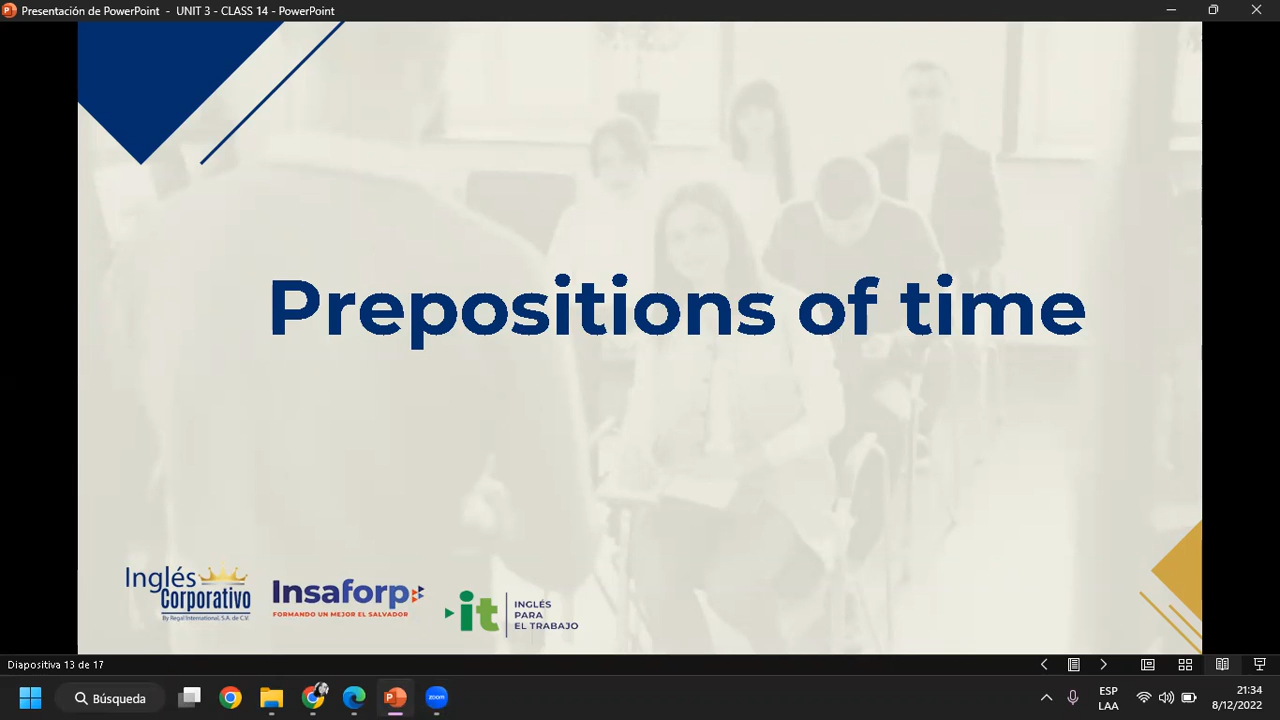 Presentación de PowerPoint - UNIT 3 - CLASS 14 - PowerPoint
Prepositions of time
Inglés
Corporativo
By Regal International, S.A. de C.V.
Insaforp
FORMANDO UN MEJOR EL SALVADOR
it
INGLÉS
PARA
EL TRABAJO
Diapositiva 13 de 17
Búsqueda
zoom
ESP
LAA
21:34
8/12/2022